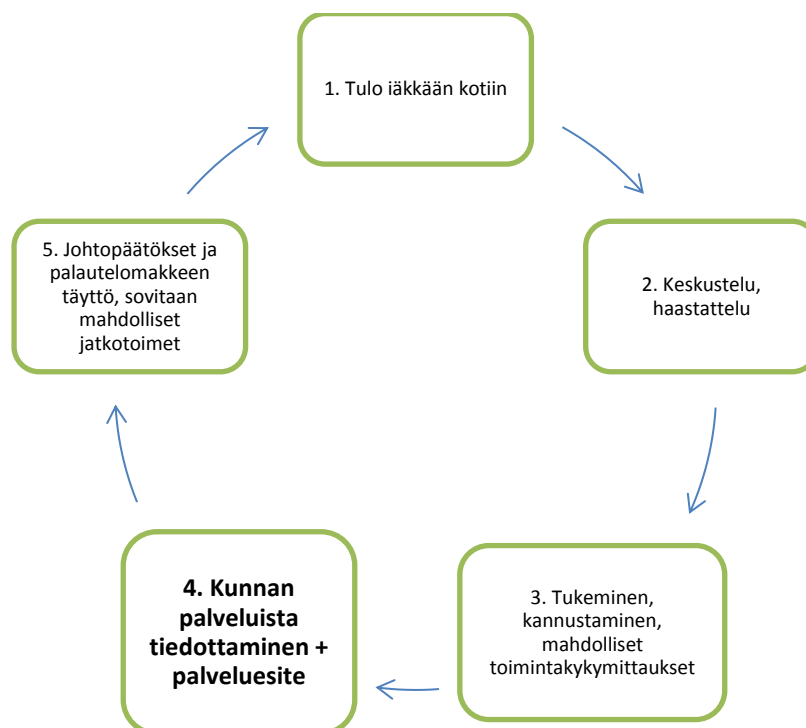 1. Tulo iäkkään kotiin
2. Keskustelu,
haastattelu
3. Tukeminen,
kannustaminen,
mahdolliset
toimintakykymittaukset
4. Kunnan
palveluista
tiedottaminen +
palveluesite
5. Johtopäätökset ja
palautelomakkeen
täyttö, sovitaan
mahdolliset
jatkotoimet